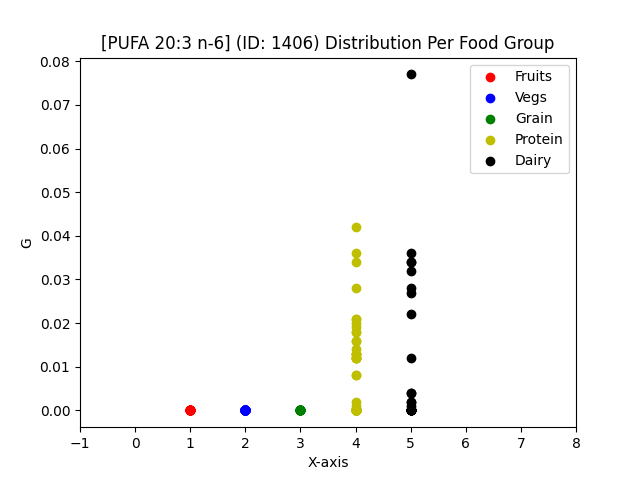 [PUFA 20:3 n-6] (ID: 1406) Distribution Per Food Group
0.08
0.07
0.06
0.05
0.04
0.03
0.02
0.01
0.00
G
Fruits
Vegs
Grain
Protein
Dairy
−1 0 1 2 3 4 5 6 7 8
X-axis